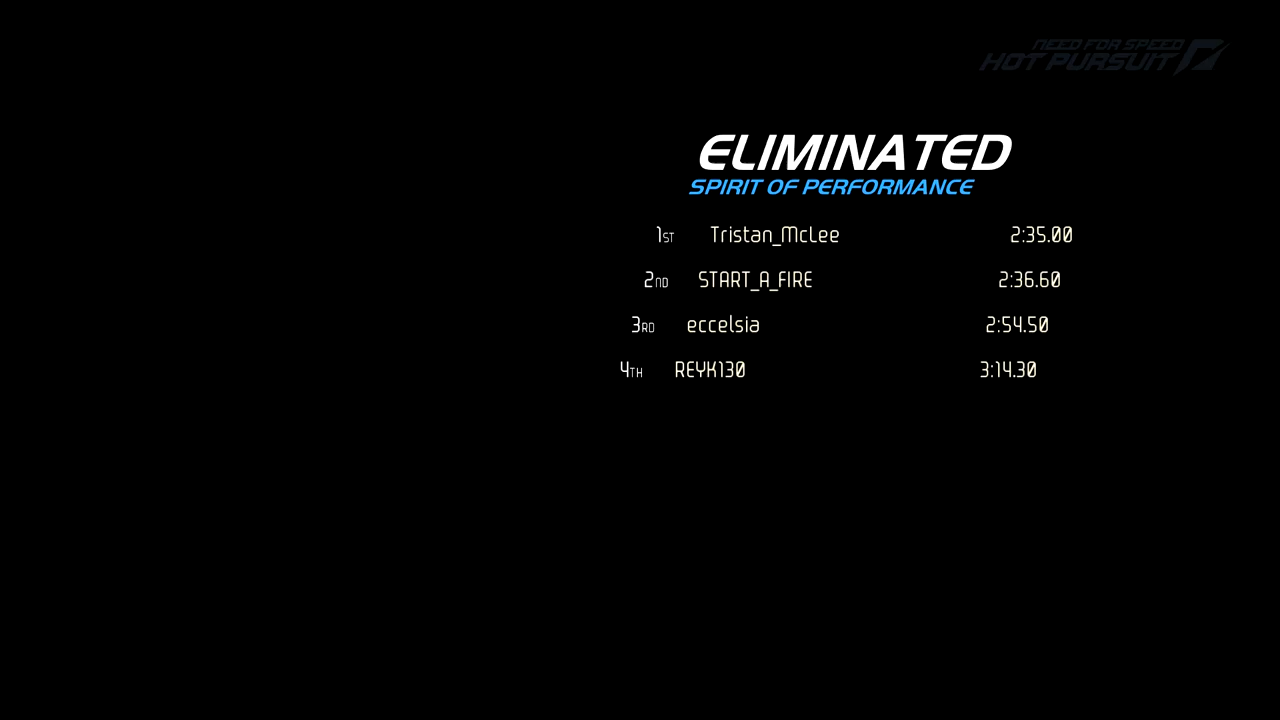 NEED FOR SPEED
HOT PURSUIT
ELIMINATED
SPIRIT OF PERFORMANCE
1ST Tristan_McLee 2:35.00
2ND START_A_FIRE 2:36.60
3RD eccelsia 2:54.50
4TH REYK130 3:14.30